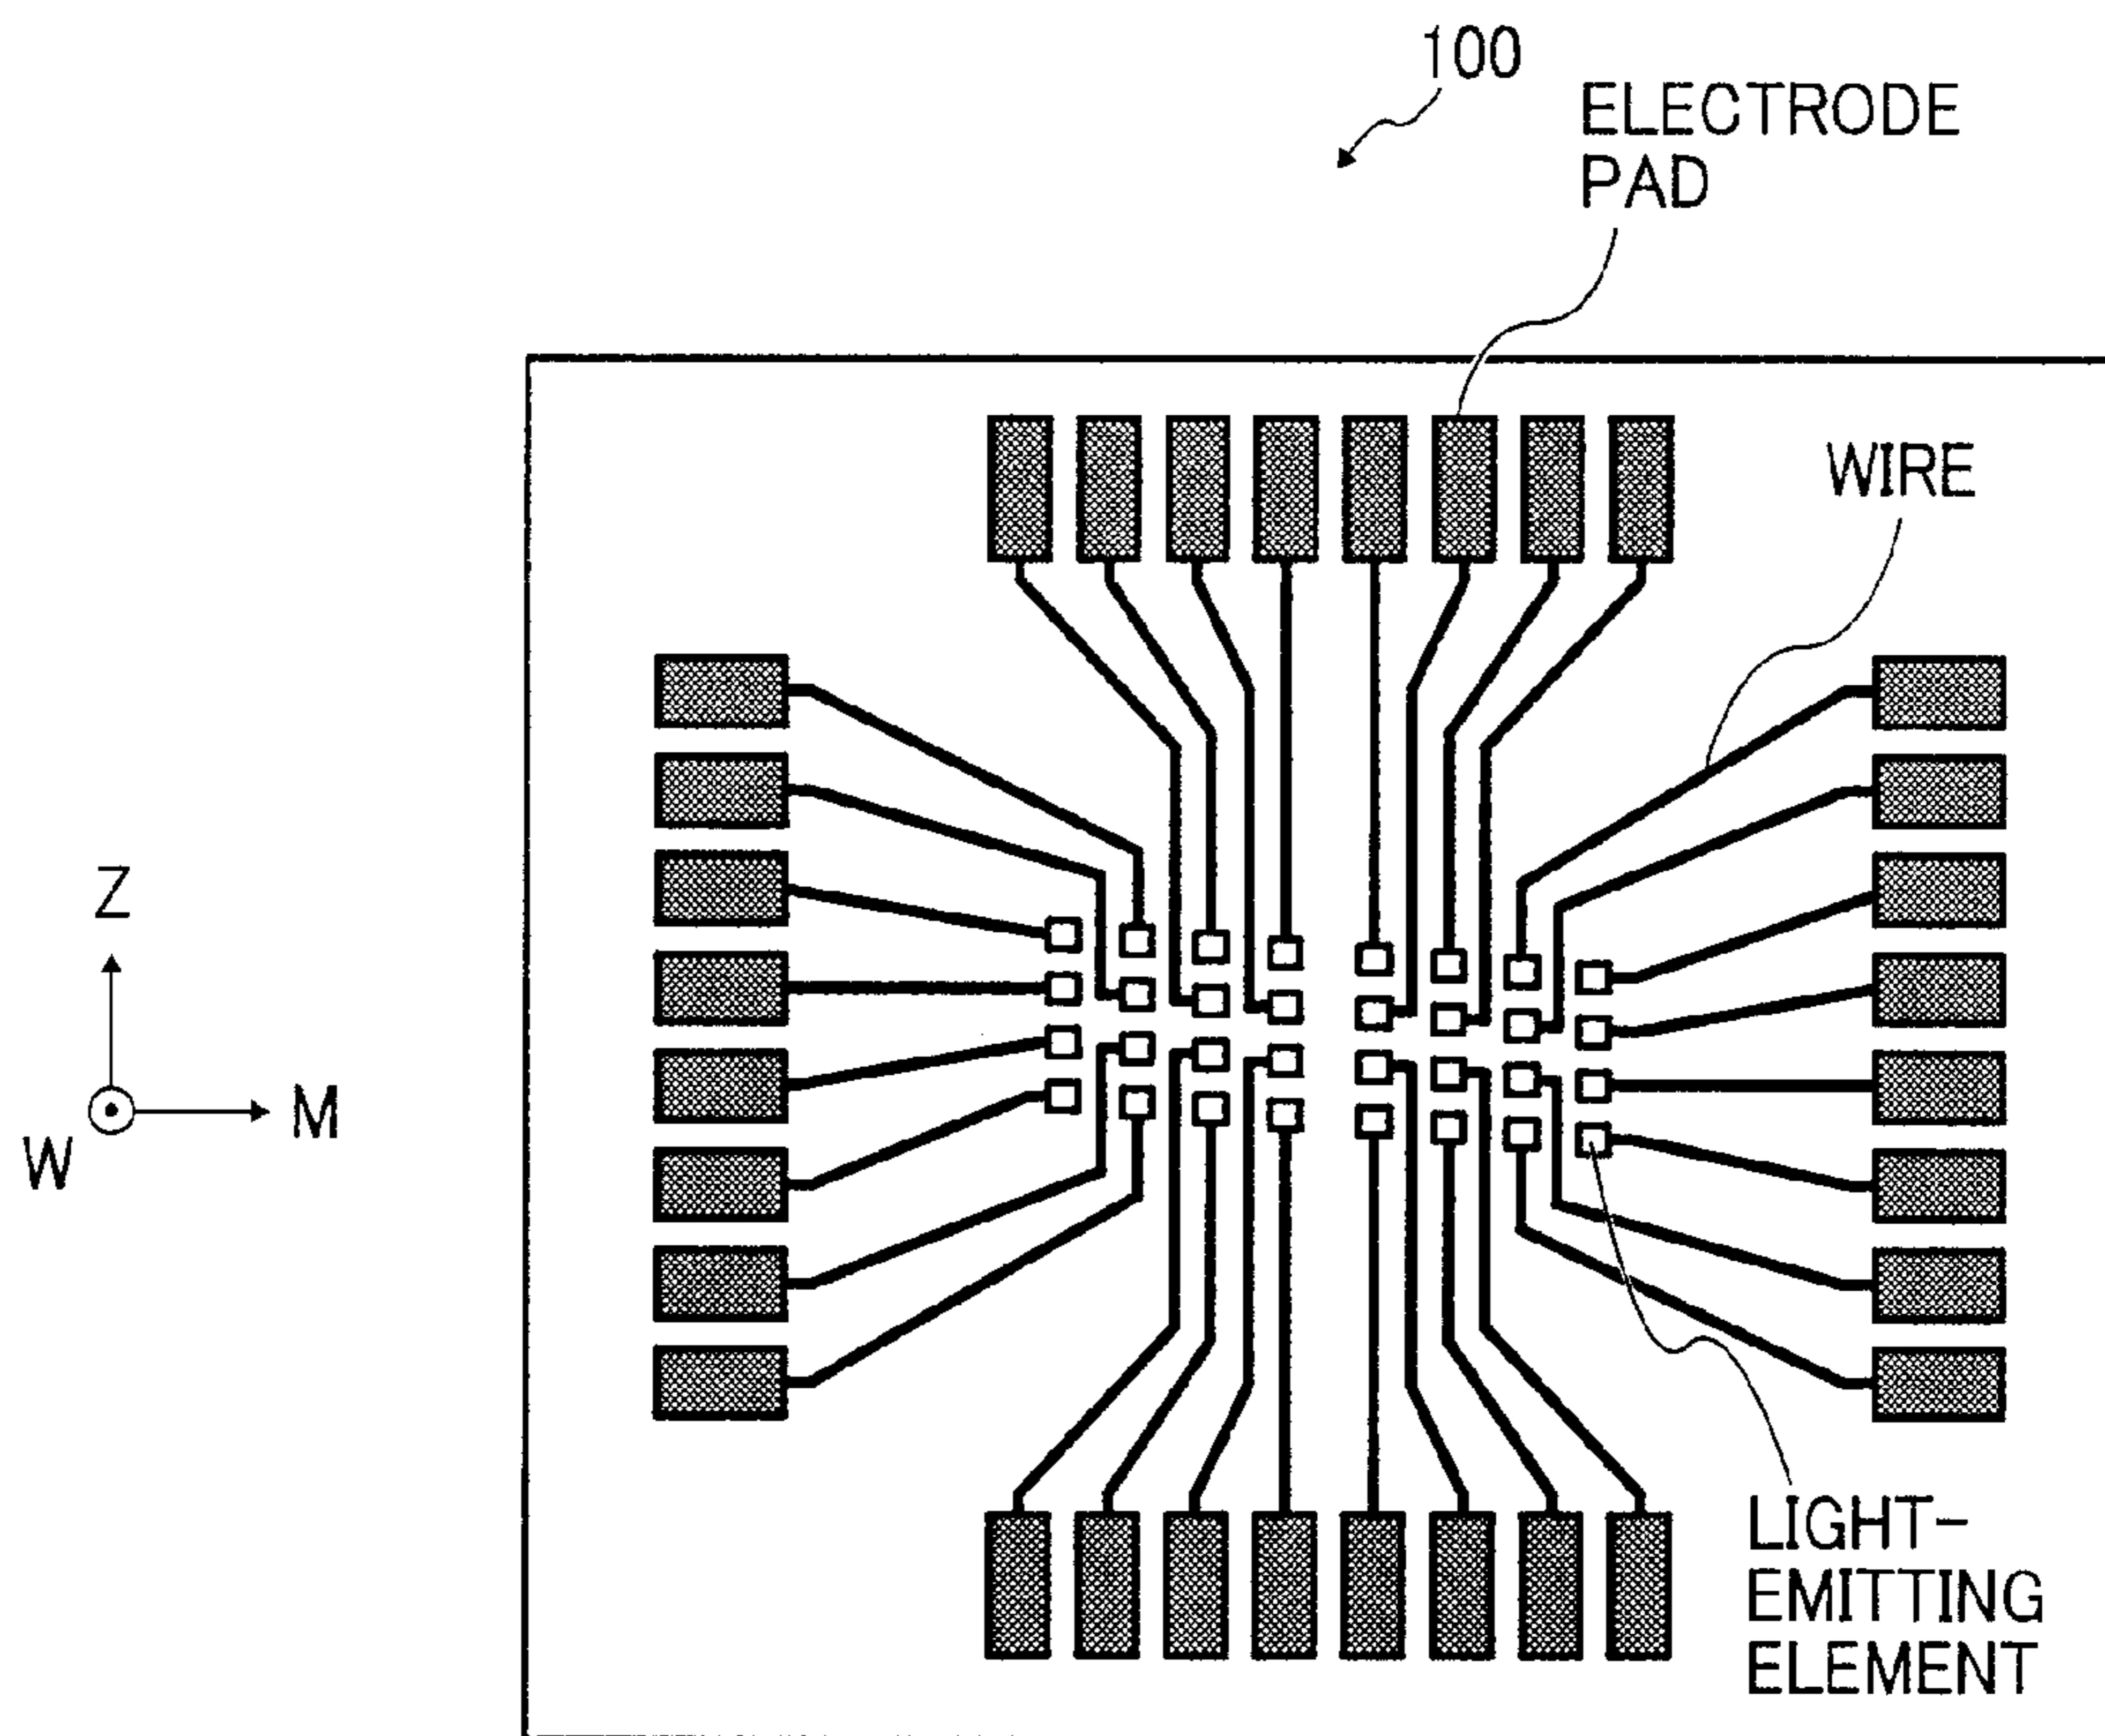 100
ELECTRODE
PAD
WIRE
Z
M
W
LIGHT-
EMITTING
ELEMENT